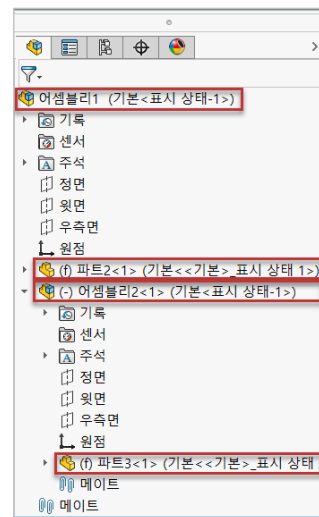 어셈블리1 (기본<표시 상태-1>)
기록
센서
주석
정면
윗면
우측면
원점
(f) 파트2<1> (기본<<기본>_표시 상태 1>)
(-) 어셈블리2<1> (기본<표시 상태-1>)
기록
센서
주석
정면
윗면
우측면
원점
(f) 파트3<1> (기본<<기본>_표시 상태
메이트
메이트